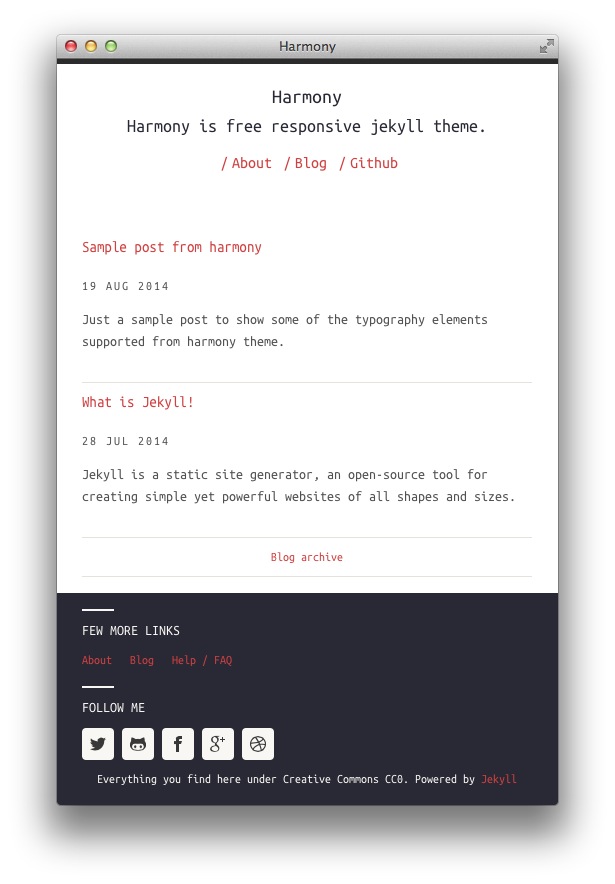 Harmony
Harmony
Harmony is free responsive jekyll theme.
/ About / Blog / Github
Sample post from harmony
19 AUG 2014
Just a sample post to show some of the typography elements
supported from harmony theme.
What is Jekyll!
28 JUL 2014
Jekyll is a static site generator, an open-source tool for
creating simple yet powerful websites of all shapes and sizes.
Blog archive
FEW MORE LINKS
About Blog Help / FAQ
FOLLOW ME
Everything you find here under Creative Commons CC0. Powered by Jekyll